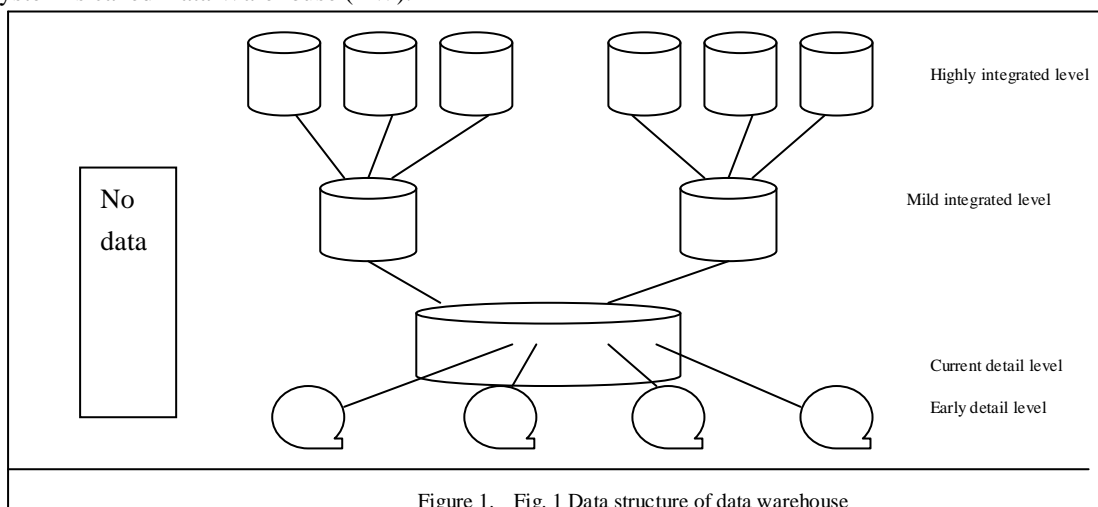 Highly integrated level
Mild integrated level
No
data
Current detail level
Early detail level
Figure 1. Fig. 1 Data structure of data warehouse